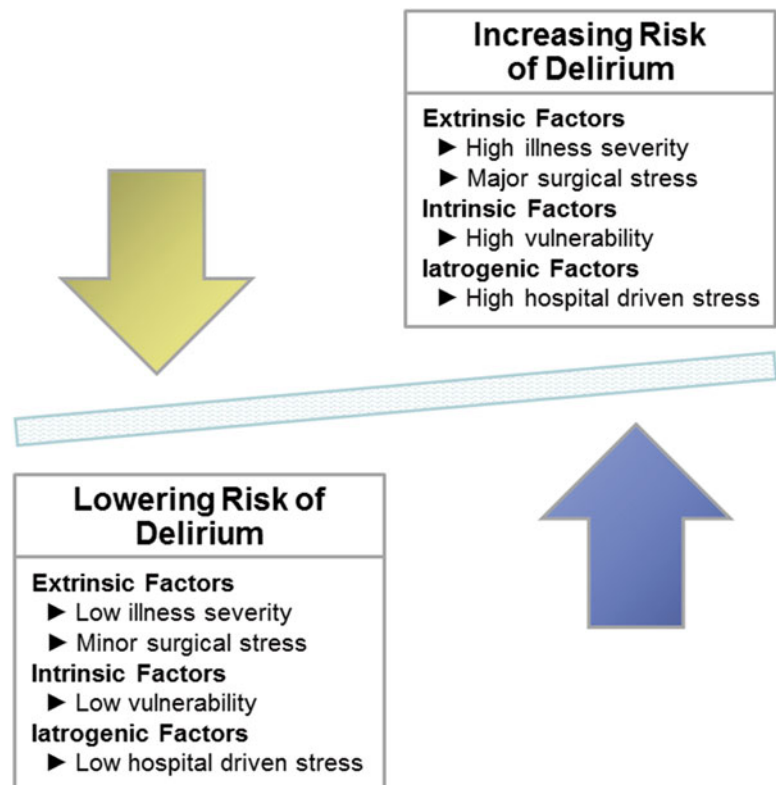 Increasing Risk
of Delirium
Extrinsic Factors
► High illness severity
► Major surgical stress
Intrinsic Factors
► High vulnerability
Iatrogenic Factors
► High hospital driven stress
Lowering Risk of
Delirium
Extrinsic Factors
► Low illness severity
► Minor surgical stress
Intrinsic Factors
► Low vulnerability
Iatrogenic Factors
► Low hospital driven stress